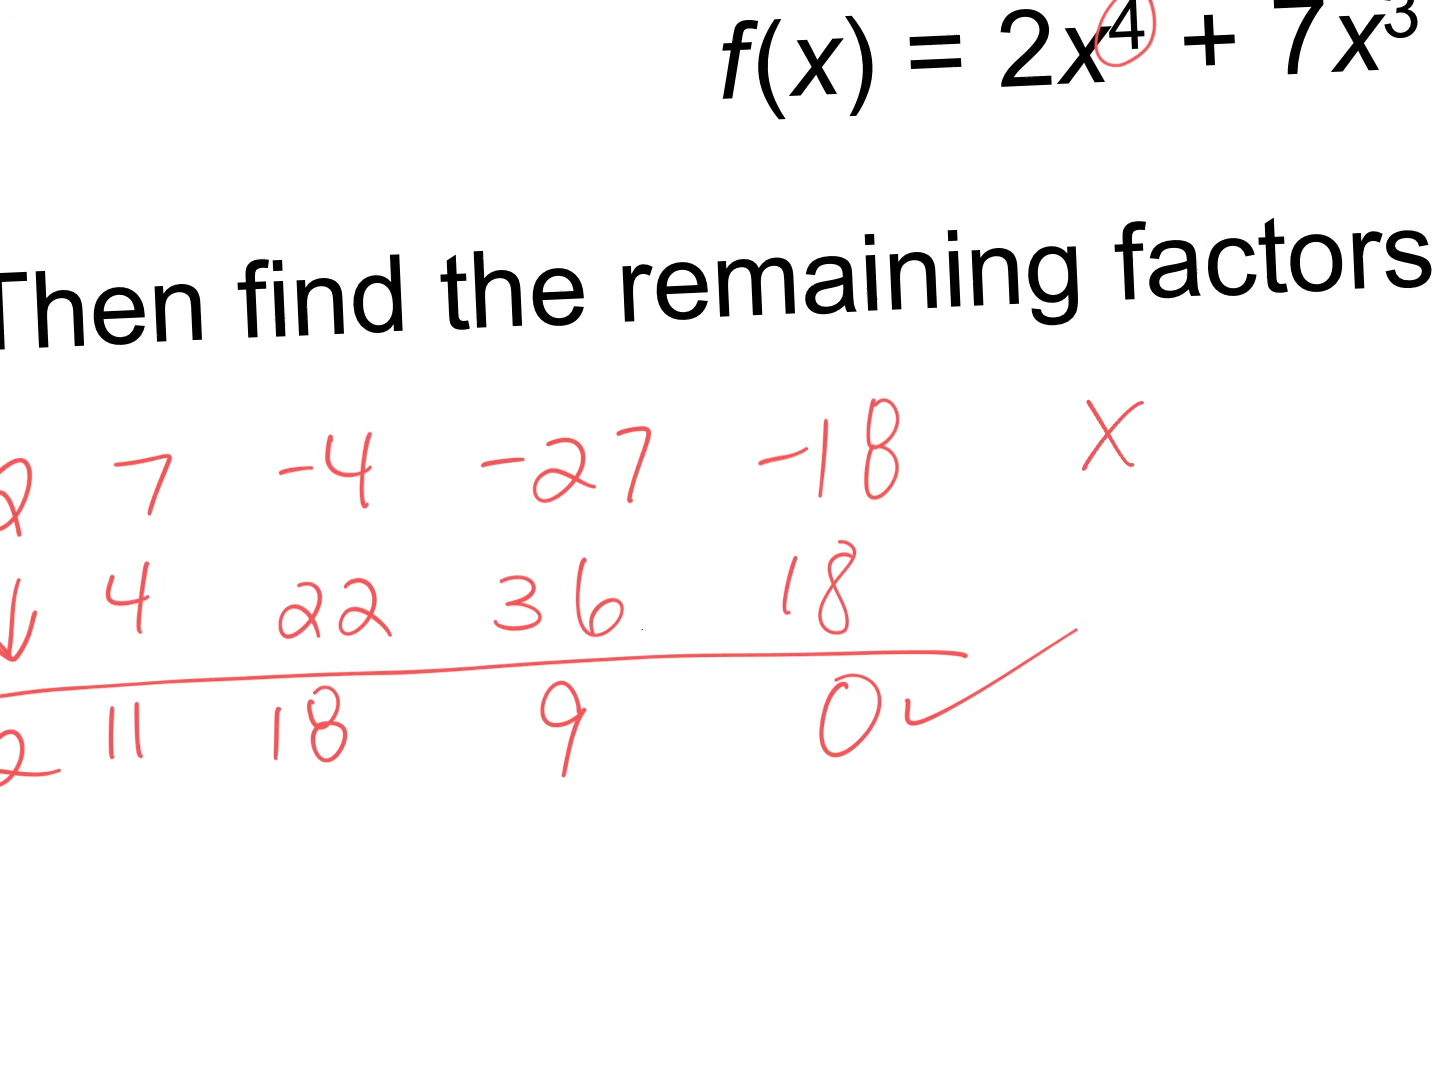 f(x) = 2x⁴ + 7x³
Then find the remaining factors
2 7 -4 -27 -18 x
↓ 4 22 36 18
2 11 18 9 0 ✓